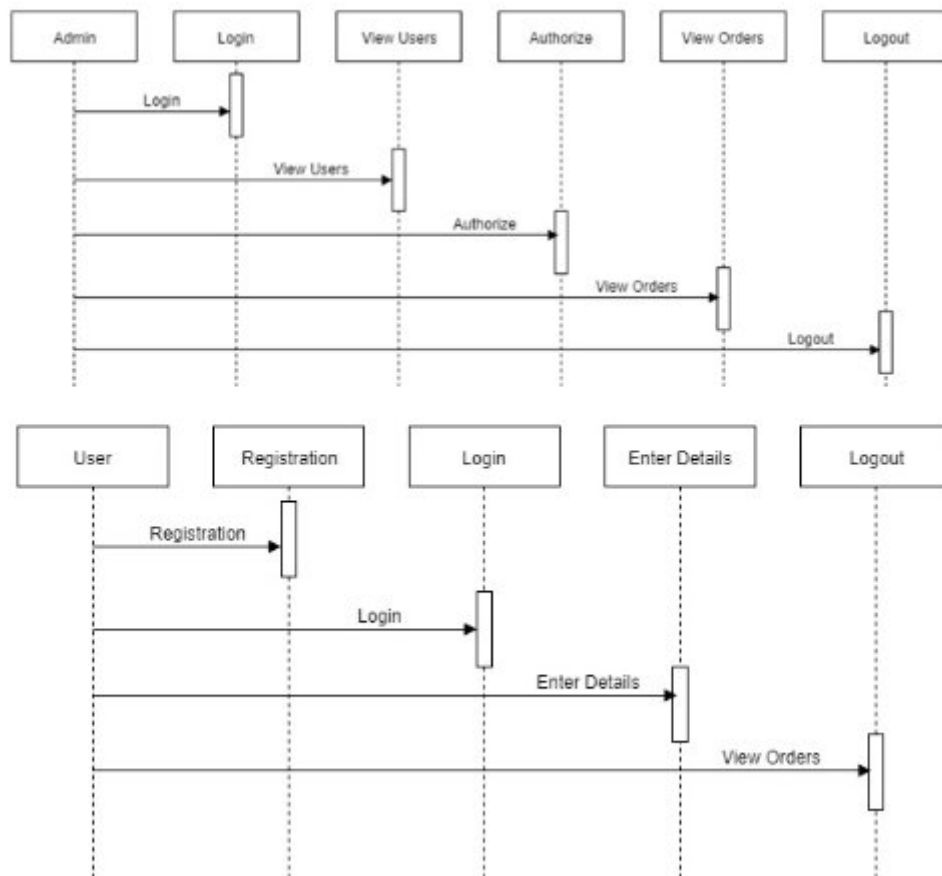 Admin
Login
View Users
Authorize
View Orders
Logout
Login
View Users
Authorize
View Orders
Logout
User
Registration
Login
Enter Details
Logout
Registration
Login
Enter Details
View Orders